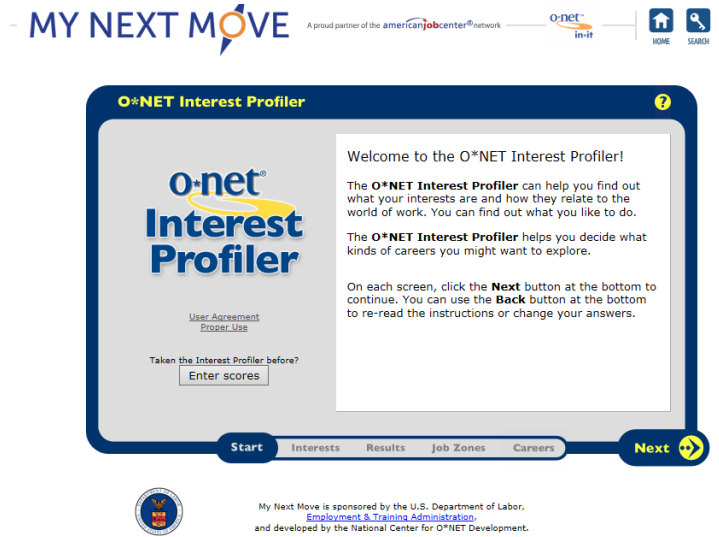 MY NEXT MOVE
A proud partner of the americanjobcenter® network
o*net™
in-it
HOME
SEARCH
O*NET Interest Profiler
?
o*net®
Interest
Profiler
User Agreement
Proper Use
Taken the Interest Profiler before?
Enter scores
Welcome to the O*NET Interest Profiler!
The O*NET Interest Profiler can help you find out
what your interests are and how they relate to the
world of work. You can find out what you like to do.
The O*NET Interest Profiler helps you decide what
kinds of careers you might want to explore.
On each screen, click the Next button at the bottom to
continue. You can use the Back button at the bottom
to re-read the instructions or change your answers.
Start
Interests
Results
Job Zones
Careers
Next
My Next Move is sponsored by the U.S. Department of Labor,
Employment & Training Administration,
and developed by the National Center for O*NET Development.